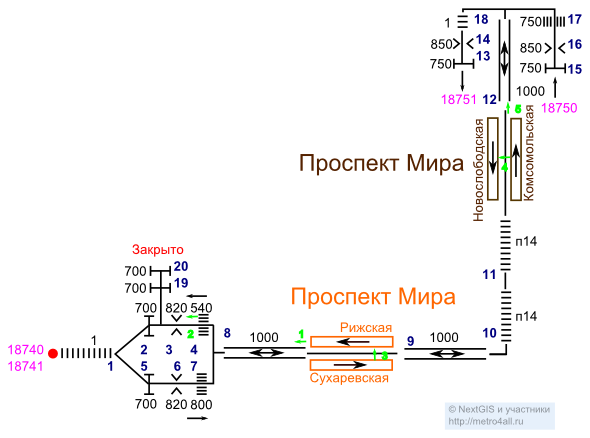 1 18 750 17
850 14 850 16
750 13 750 15
1000
18751 12 18750
5
Новослободская
Комсомольская
4
Проспект Мира
п14
11
п14
10
Закрыто
700 20
700 19
700 820 540
2
Проспект Мира
Рижская
1
8 1000
3
9 1000
Сухаревская
1
18740
18741
1
2 3 4
5 6 7
700 820 800
© NextGIS и участники
http://metro4all.ru